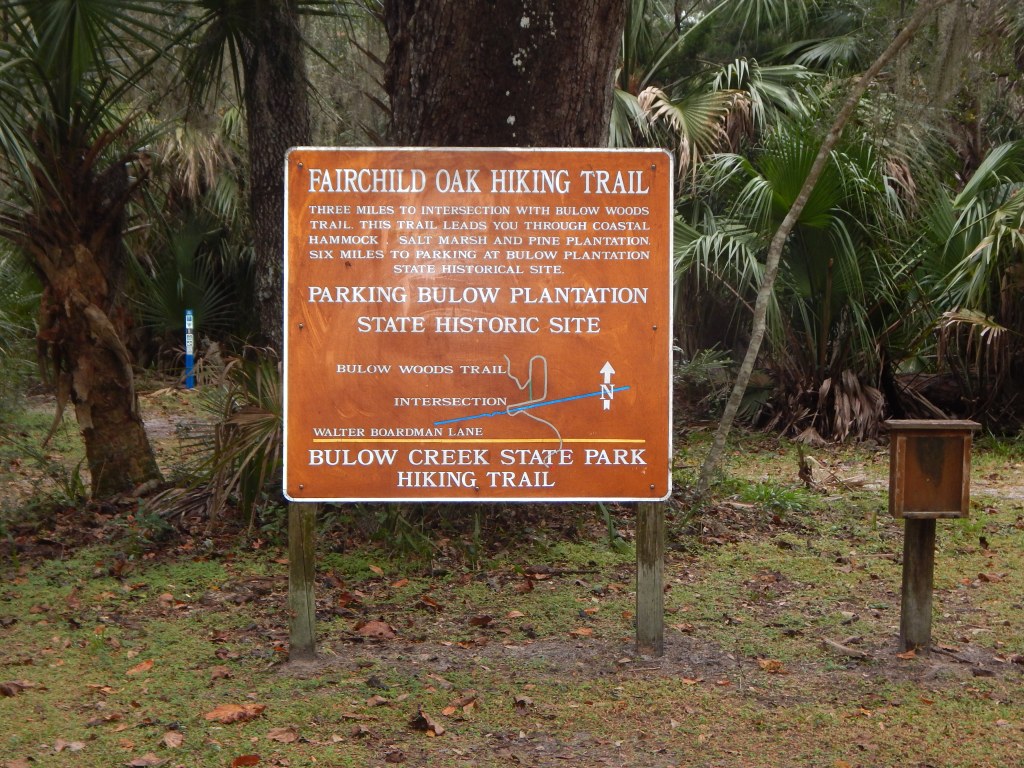 FAIRCHILD OAK HIKING TRAIL
THREE MILES TO INTERSECTION WITH BULOW WOODS
TRAIL. THIS TRAIL LEADS YOU THROUGH COASTAL
HAMMOCK SALT MARSH AND PINE PLANTATION.
SIX MILES TO PARKING AT BULOW PLANTATION
STATE HISTORICAL SITE.
PARKING BULOW PLANTATION
STATE HISTORIC SITE
BULOW WOODS TRAIL
N
INTERSECTION
WALTER BOARDMAN LANE
BULOW CREEK STATE PARK
HIKING TRAIL